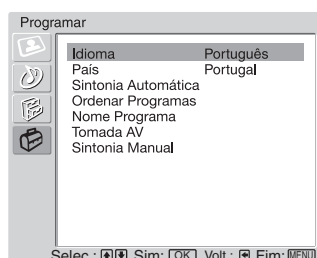 Programar
Idioma Português
País Portugal
Sintonia Automática
Ordenar Programas
Nome Programa
Tomada AV
Sintonia Manual
Selec.: Sim: OK Volt.: Fim: MENU